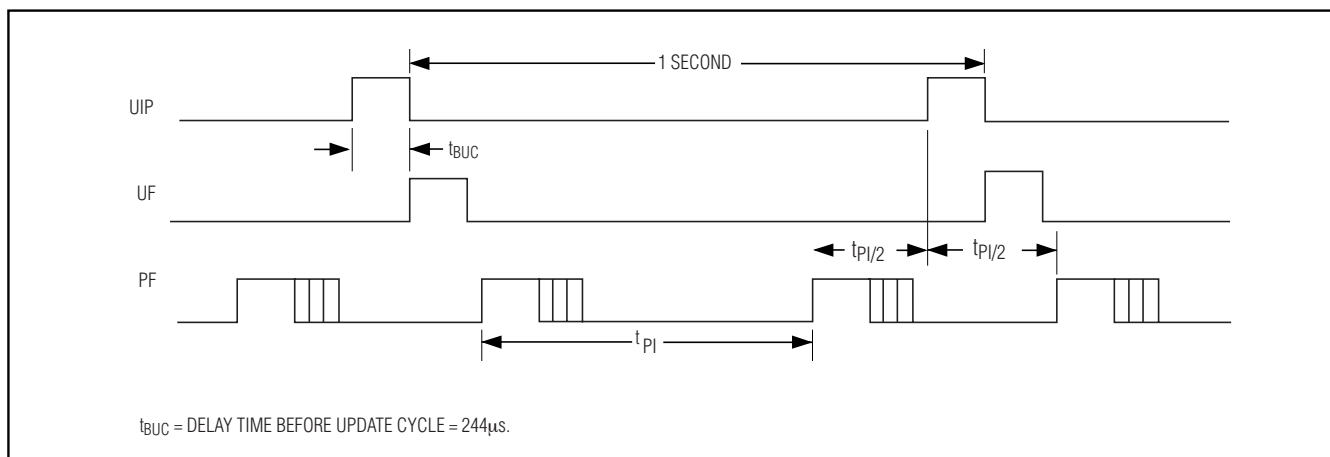 1 SECOND
UIP
tBUC
UF
tPI/2 tPI/2
PF
tPI
tBUC = DELAY TIME BEFORE UPDATE CYCLE = 244µs.